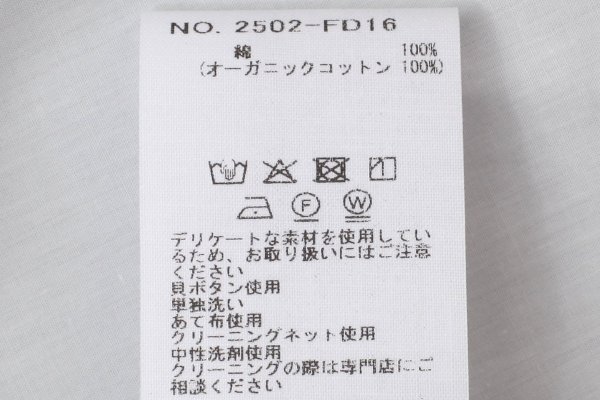 NO. 2502-FD16
綿 100%
(オーガニックコットン 100%)
F W
デリケートな素材を使用してい
るため、お取り扱いにはご注意
ください
貝ボタン使用
単独洗い
あて布使用
クリーニングネット使用
中性洗剤使用
クリーニングの際は専門店にご
相談ください